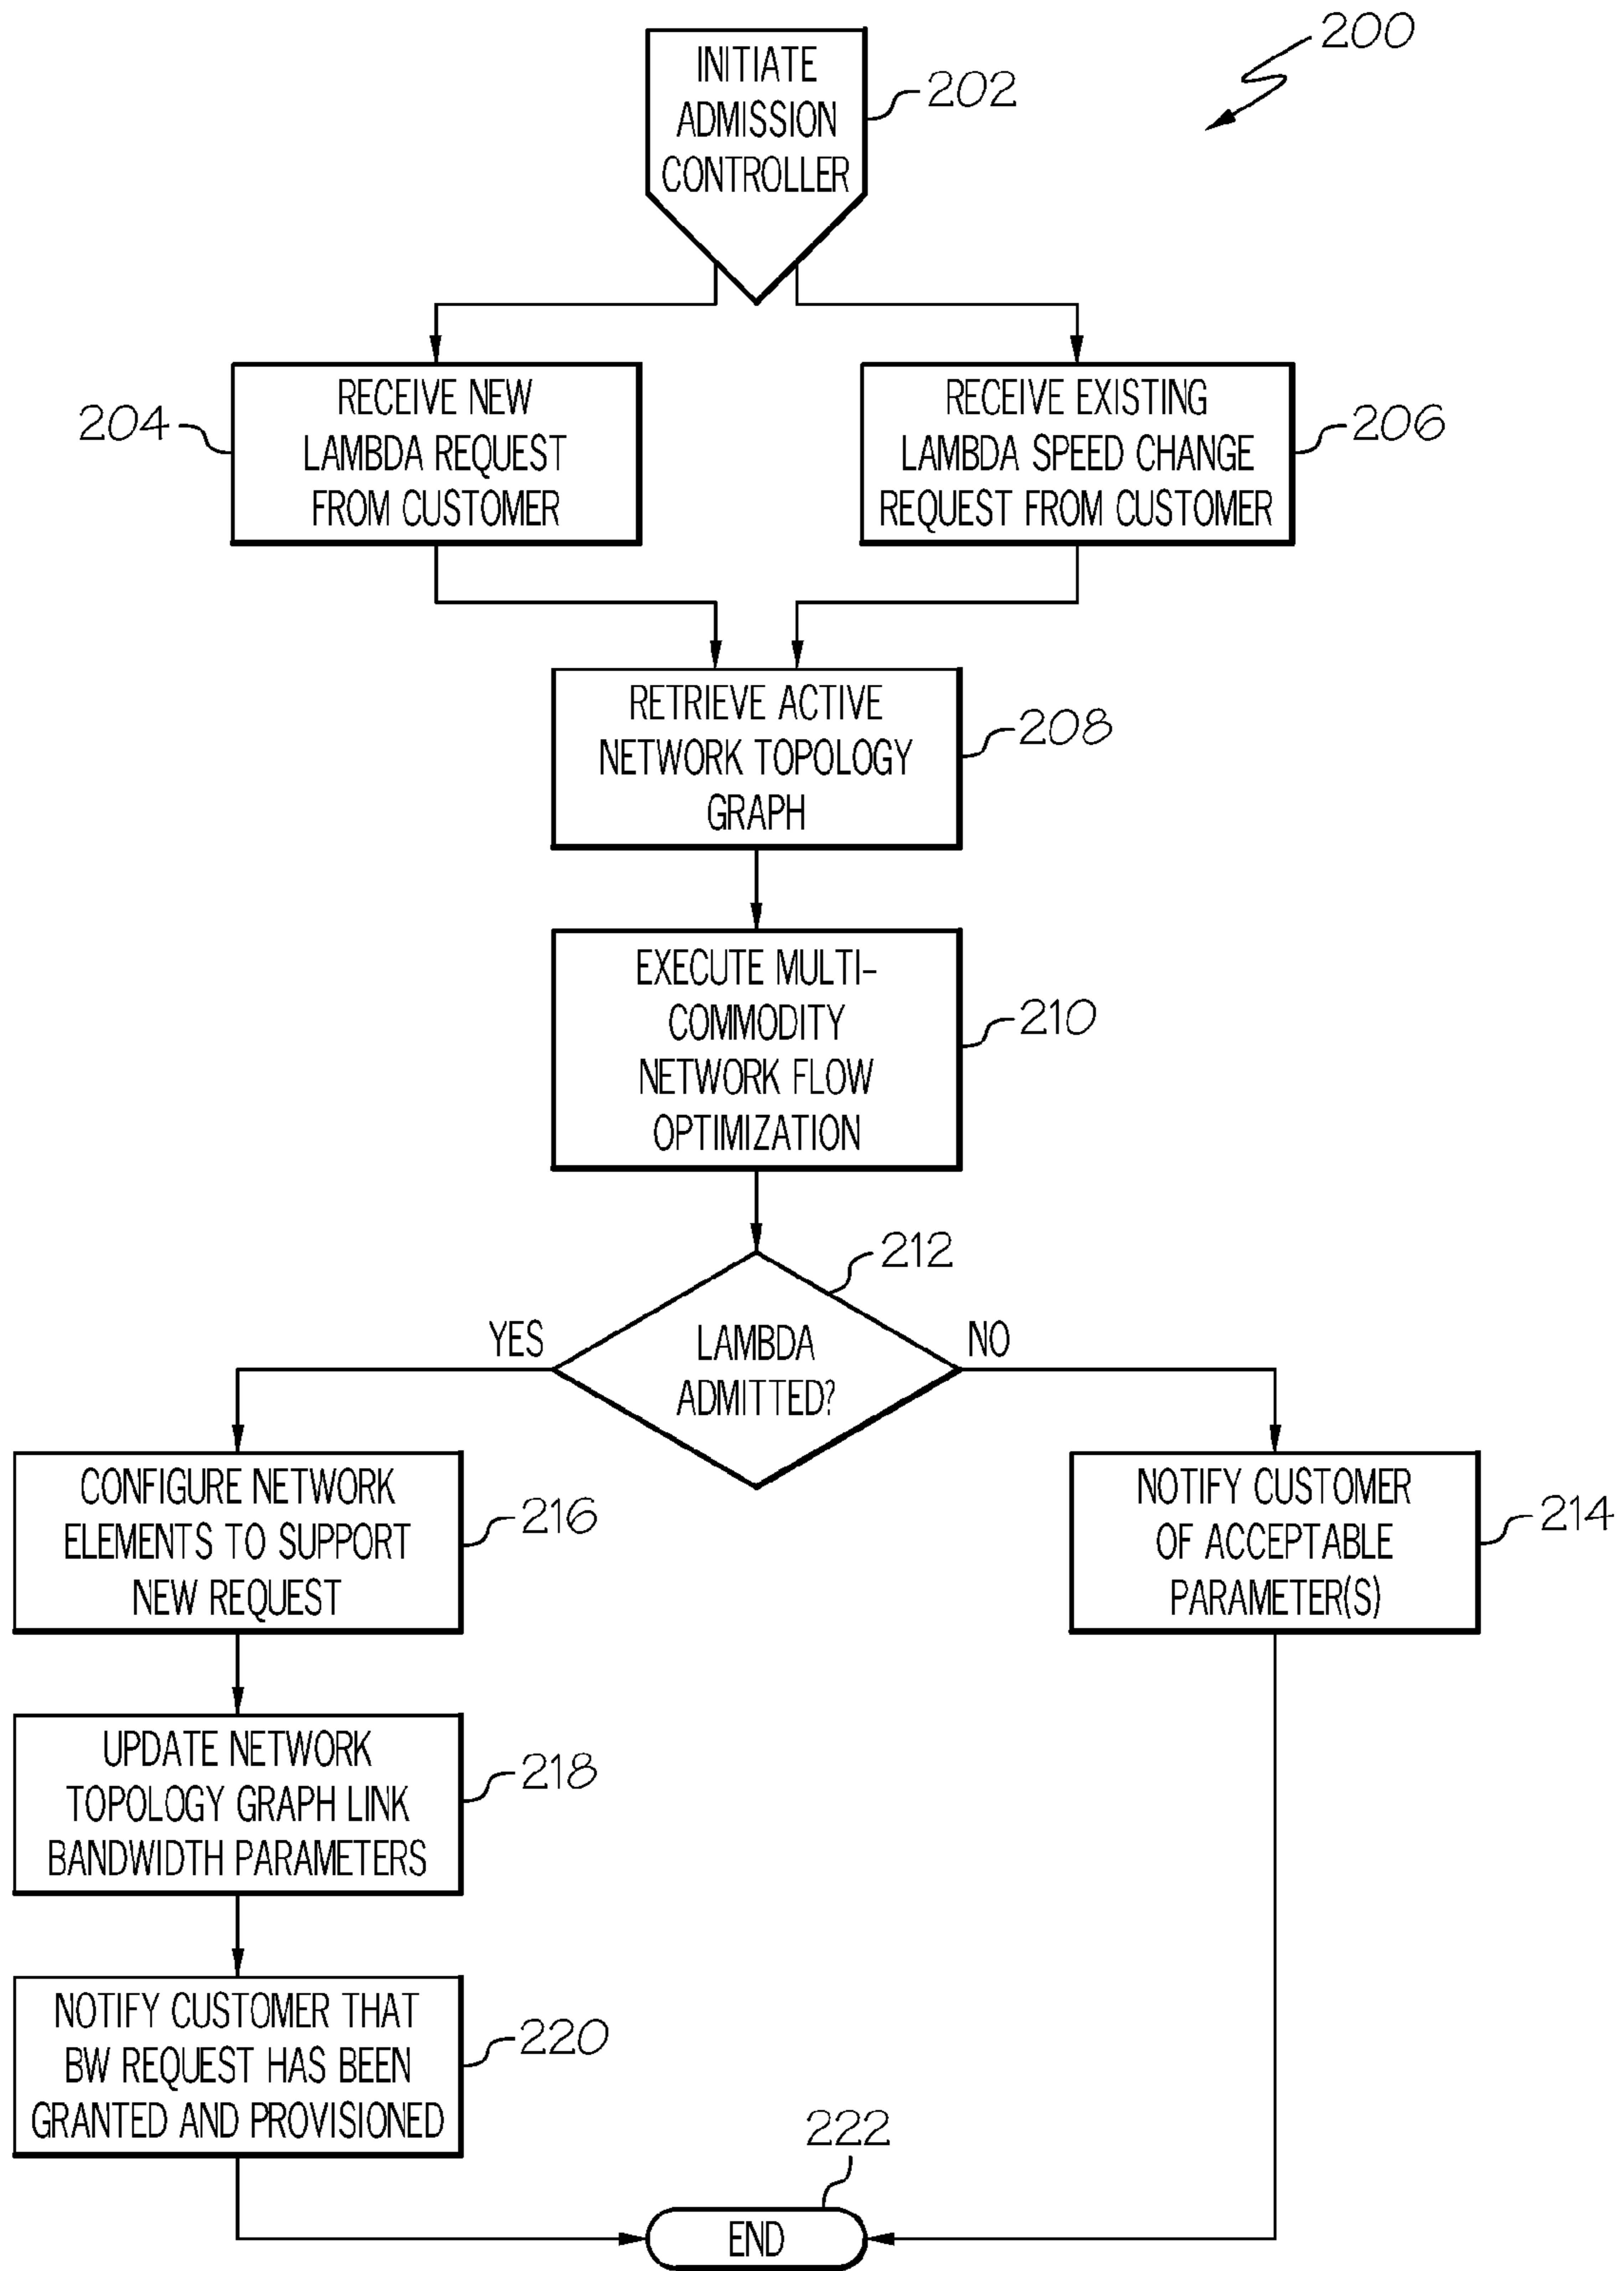 200
INITIATE
ADMISSION
CONTROLLER
202
RECEIVE NEW
LAMBDA REQUEST
FROM CUSTOMER
204
RECEIVE EXISTING
LAMBDA SPEED CHANGE
REQUEST FROM CUSTOMER
206
RETRIEVE ACTIVE
NETWORK TOPOLOGY
GRAPH
208
EXECUTE MULTI-
COMMODITY
NETWORK FLOW
OPTIMIZATION
210
212
LAMBDA
ADMITTED?
YES
NO
CONFIGURE NETWORK
ELEMENTS TO SUPPORT
NEW REQUEST
216
NOTIFY CUSTOMER
OF ACCEPTABLE
PARAMETER(S)
214
UPDATE NETWORK
TOPOLOGY GRAPH LINK
BANDWIDTH PARAMETERS
218
NOTIFY CUSTOMER THAT
BW REQUEST HAS BEEN
GRANTED AND PROVISIONED
220
222
END